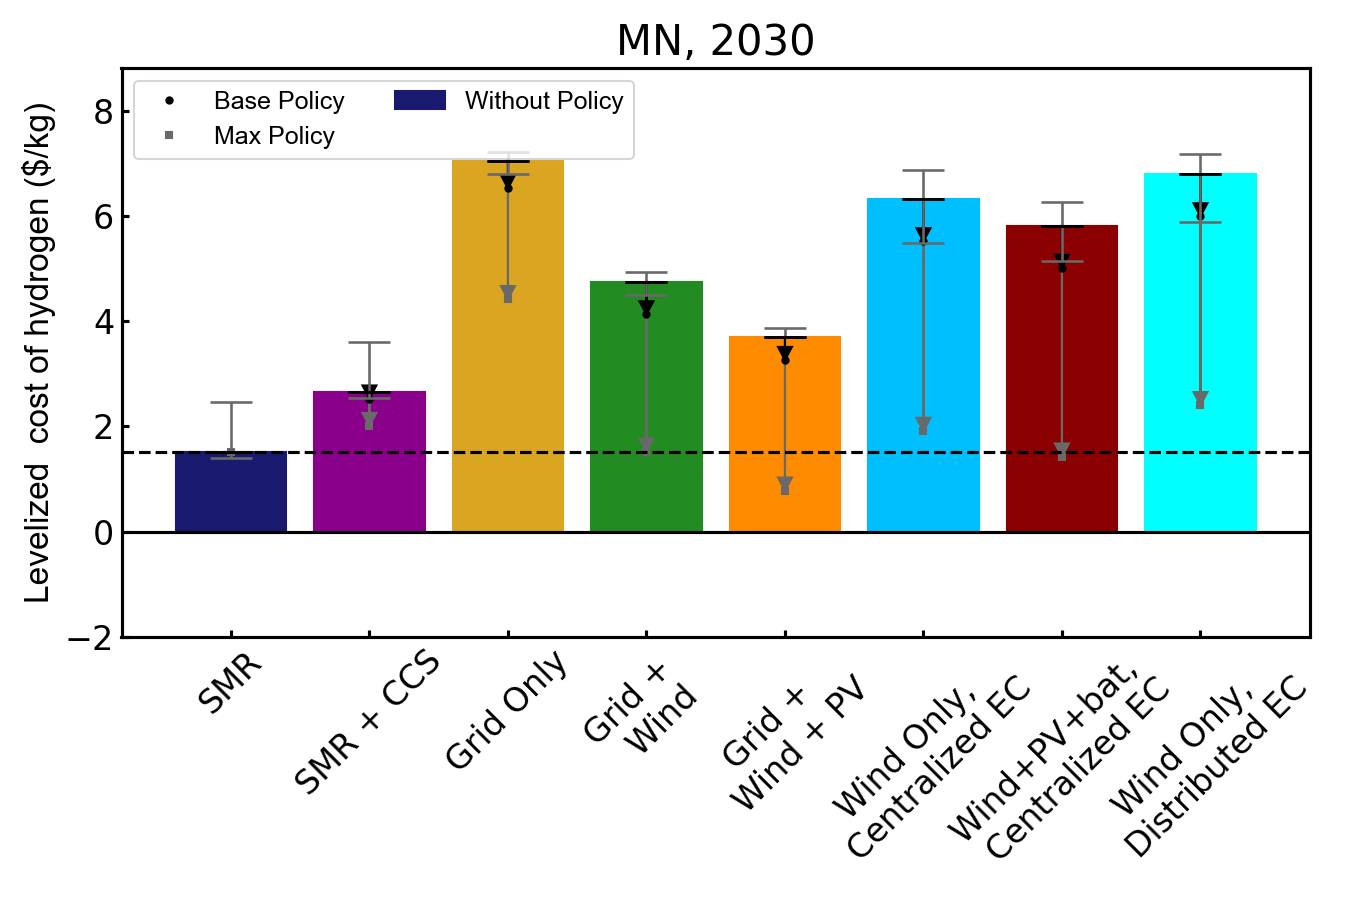 MN, 2030
Base Policy
Max Policy
Without Policy
Levelized cost of hydrogen ($/kg)
8
6
4
2
0
−2
SMR
SMR + CCS
Grid Only
Grid +
Wind
Grid +
Wind + PV
Wind Only,
Centralized EC
Wind+PV+bat,
Centralized EC
Wind Only,
Distributed EC